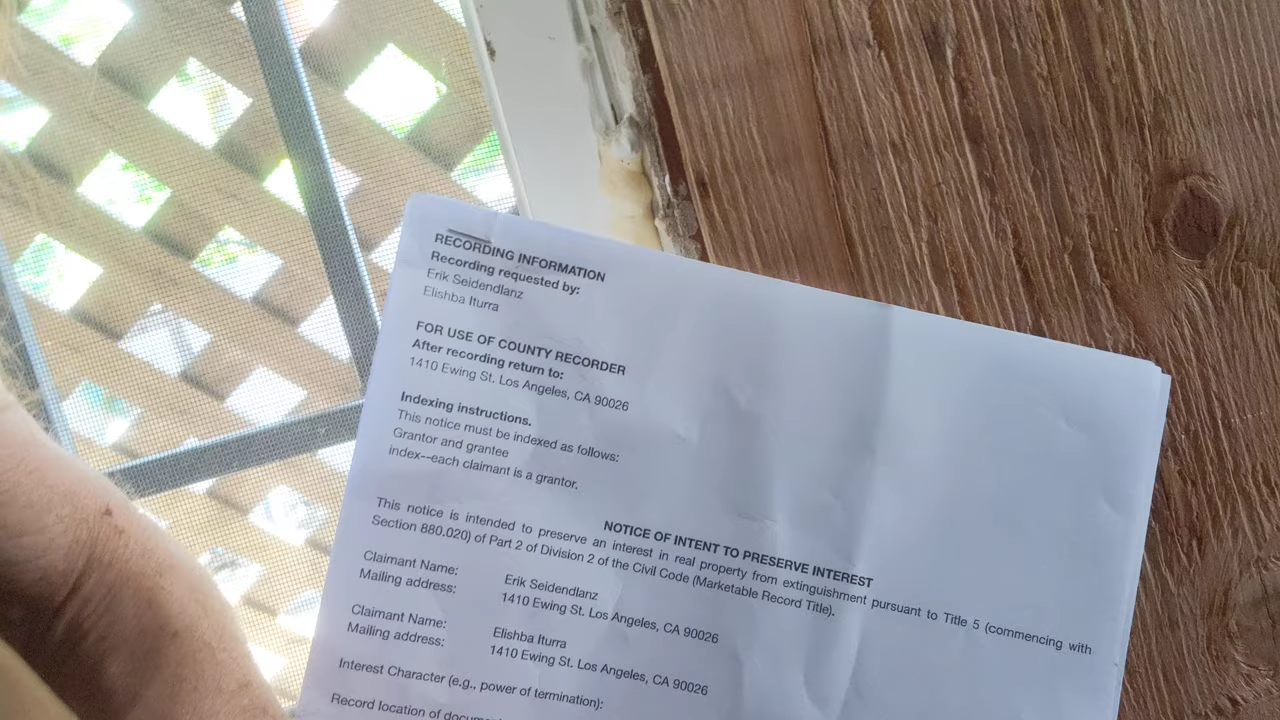 RECORDING INFORMATION
Recording requested by:
Erik Seidendlanz
Elishba Iturra
FOR USE OF COUNTY RECORDER
After recording return to:
1410 Ewing St. Los Angeles, CA 90026
Indexing instructions.
This notice must be indexed as follows:
Grantor and grantee
index--each claimant is a grantor.
NOTICE OF INTENT TO PRESERVE INTEREST
This notice is intended to preserve an interest in real property from extinguishment pursuant to Title 5 (commencing with
Section 880.020) of Part 2 of Division 2 of the Civil Code (Marketable Record Title).
Claimant Name: Erik Seidendlanz
Mailing address: 1410 Ewing St. Los Angeles, CA 90026
Claimant Name: Elishba Iturra
Mailing address: 1410 Ewing St. Los Angeles, CA 90026
Interest Character (e.g., power of termination):
Record location of